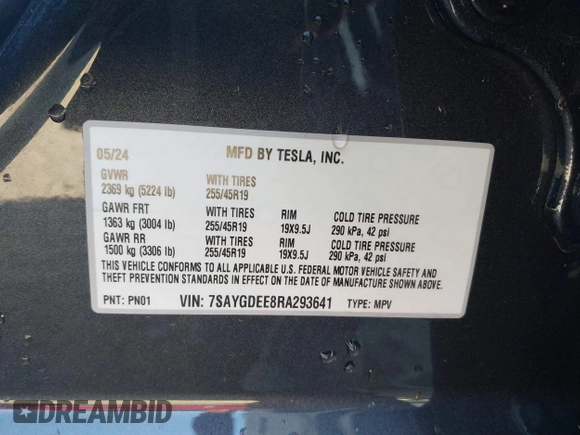 05/24 MFD BY TESLA, INC.
GVWR WITH TIRES
2369 kg (5224 lb) 255/45R19
GAWR FRT WITH TIRES RIM COLD TIRE PRESSURE
1363 kg (3004 lb) 255/45R19 19X9.5J 290 kPa, 42 psi
GAWR RR WITH TIRES RIM COLD TIRE PRESSURE
1500 kg (3306 lb) 255/45R19 19X9.5J 290 kPa, 42 psi
THIS VEHICLE CONFORMS TO ALL APPLICABLE U.S. FEDERAL MOTOR VEHICLE SAFETY AND
THEFT PREVENTION STANDARDS IN EFFECT ON THE DATE OF MANUFACTURE SHOWN ABOVE.
PNT: PN01 VIN: 7SAYGDEE8RA293641 TYPE: MPV
DREAMBID